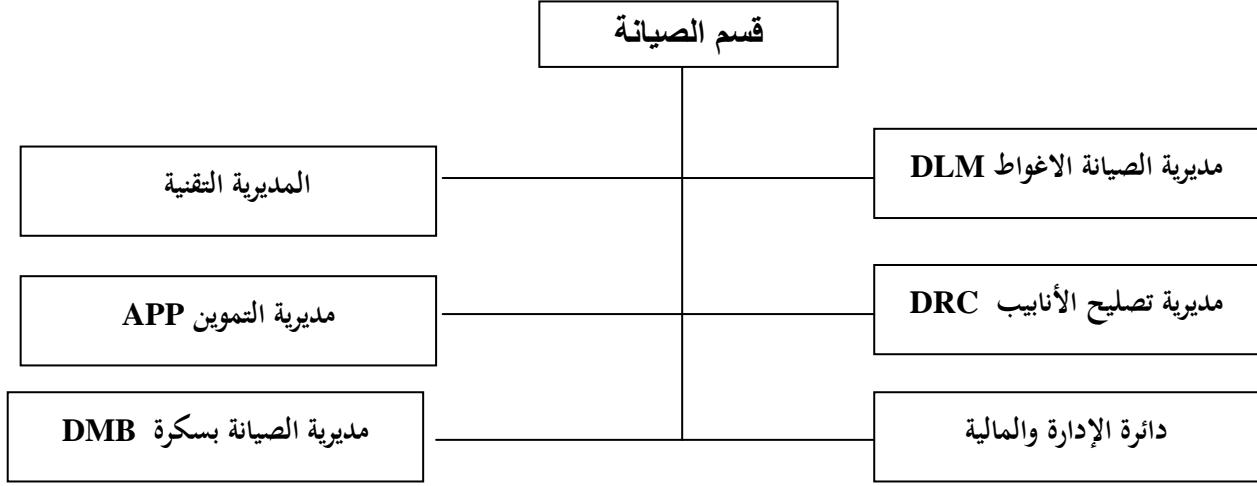 قسم الصيانة
مديرية الصيانة الاغواط DLM
المديرية التقنية
مديرية تصليح الأنابيب DRC
مديرية التموين APP
دائرة الإدارة والمالية
مديرية الصيانة بسكرة DMB